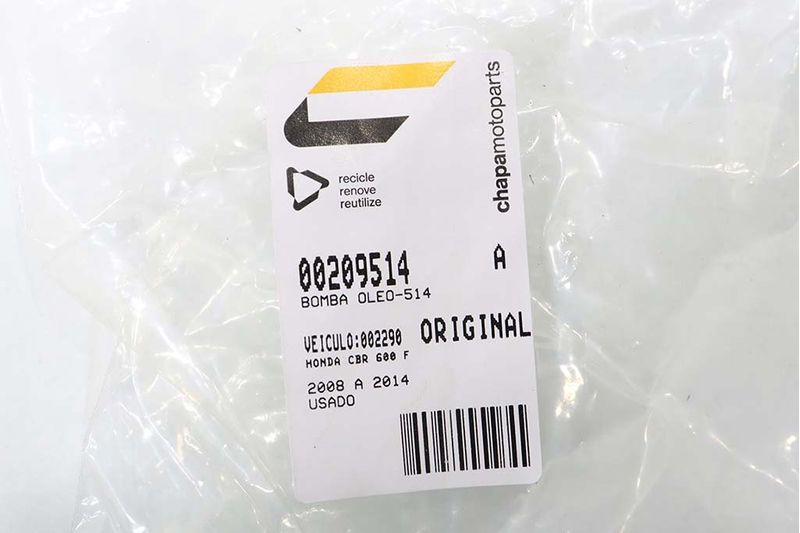 chapamotoparts
recicle
renove
reutilize
00209514 A
BOMBA OLEO-514
VEICULO:002290 ORIGINAL
HONDA CBR 600 F
2008 A 2014
USADO